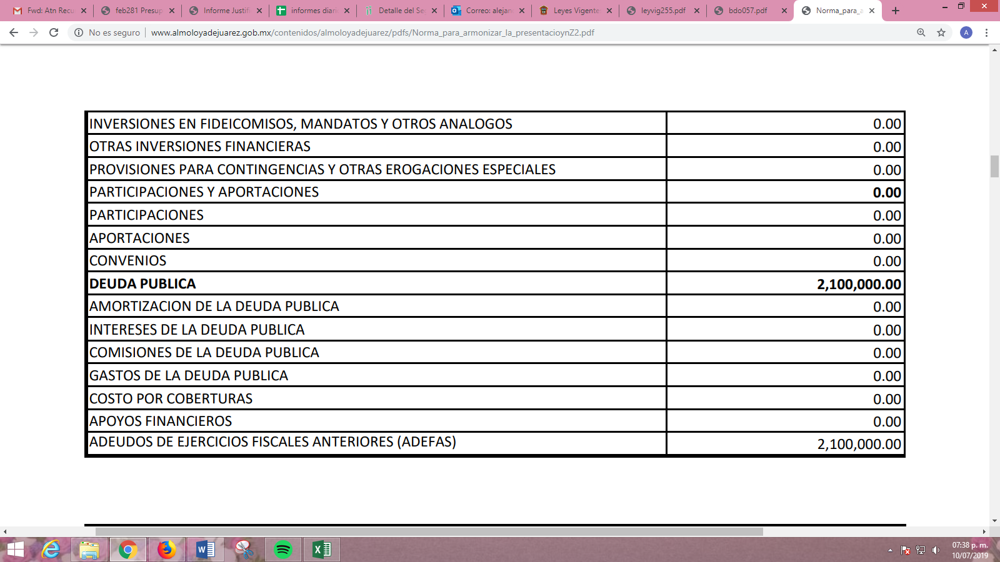 Fwd: Atn Recu
feb281 Presup
Informe Justifi
informes diari
Detalle del Se
Correo: alejan
Leyes Vigente
leyvig255.pdf
bdo057.pdf
Norma_para_a
No es seguro | www.almoloyadejuarez.gob.mx/contenidos/almoloyadejuarez/pdfs/Norma_para_armonizar_la_presentacioynZ2.pdf
A
INVERSIONES EN FIDEICOMISOS, MANDATOS Y OTROS ANALOGOS 0.00
OTRAS INVERSIONES FINANCIERAS 0.00
PROVISIONES PARA CONTINGENCIAS Y OTRAS EROGACIONES ESPECIALES 0.00
PARTICIPACIONES Y APORTACIONES 0.00
PARTICIPACIONES 0.00
APORTACIONES 0.00
CONVENIOS 0.00
DEUDA PUBLICA 2,100,000.00
AMORTIZACION DE LA DEUDA PUBLICA 0.00
INTERESES DE LA DEUDA PUBLICA 0.00
COMISIONES DE LA DEUDA PUBLICA 0.00
GASTOS DE LA DEUDA PUBLICA 0.00
COSTO POR COBERTURAS 0.00
APOYOS FINANCIEROS 0.00
ADEUDOS DE EJERCICIOS FISCALES ANTERIORES (ADEFAS) 2,100,000.00
07:38 p. m.
10/07/2019